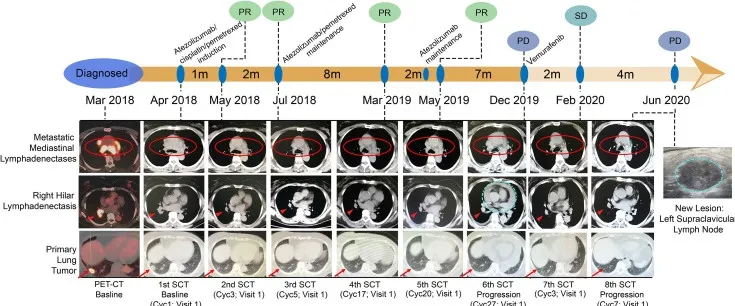 PR
PR
PR
PR
SD
PD
PD
Atezolizumab/
cisplatin/pemetrexed
induction
Atezolizumab/pemetrexed
maintenance
Atezolizumab
maintenance
Vemurafenib
Diagnosed
1m
2m
8m
2m
7m
2m
4m
Mar 2018
Apr 2018
May 2018
Jul 2018
Mar 2019
May 2019
Dec 2019
Feb 2020
Jun 2020
Metastatic
Mediastinal
Lymphadenectases
Right Hilar
Lymphadenectasis
Primary
Lung
Tumor
New Lesion:
Left Supraclavicular
Lymph Node
PET-CT
Basline
1st SCT
Basline
(Cyc1; Visit 1)
2nd SCT
(Cyc3; Visit 1)
3rd SCT
(Cyc5; Visit 1)
4th SCT
(Cyc17; Visit 1)
5th SCT
(Cyc20; Visit 1)
6th SCT
Progression
(Cyc27; Visit 1)
7th SCT
(Cyc3; Visit 1)
8th SCT
Progression
(Cyc7; Visit 1)